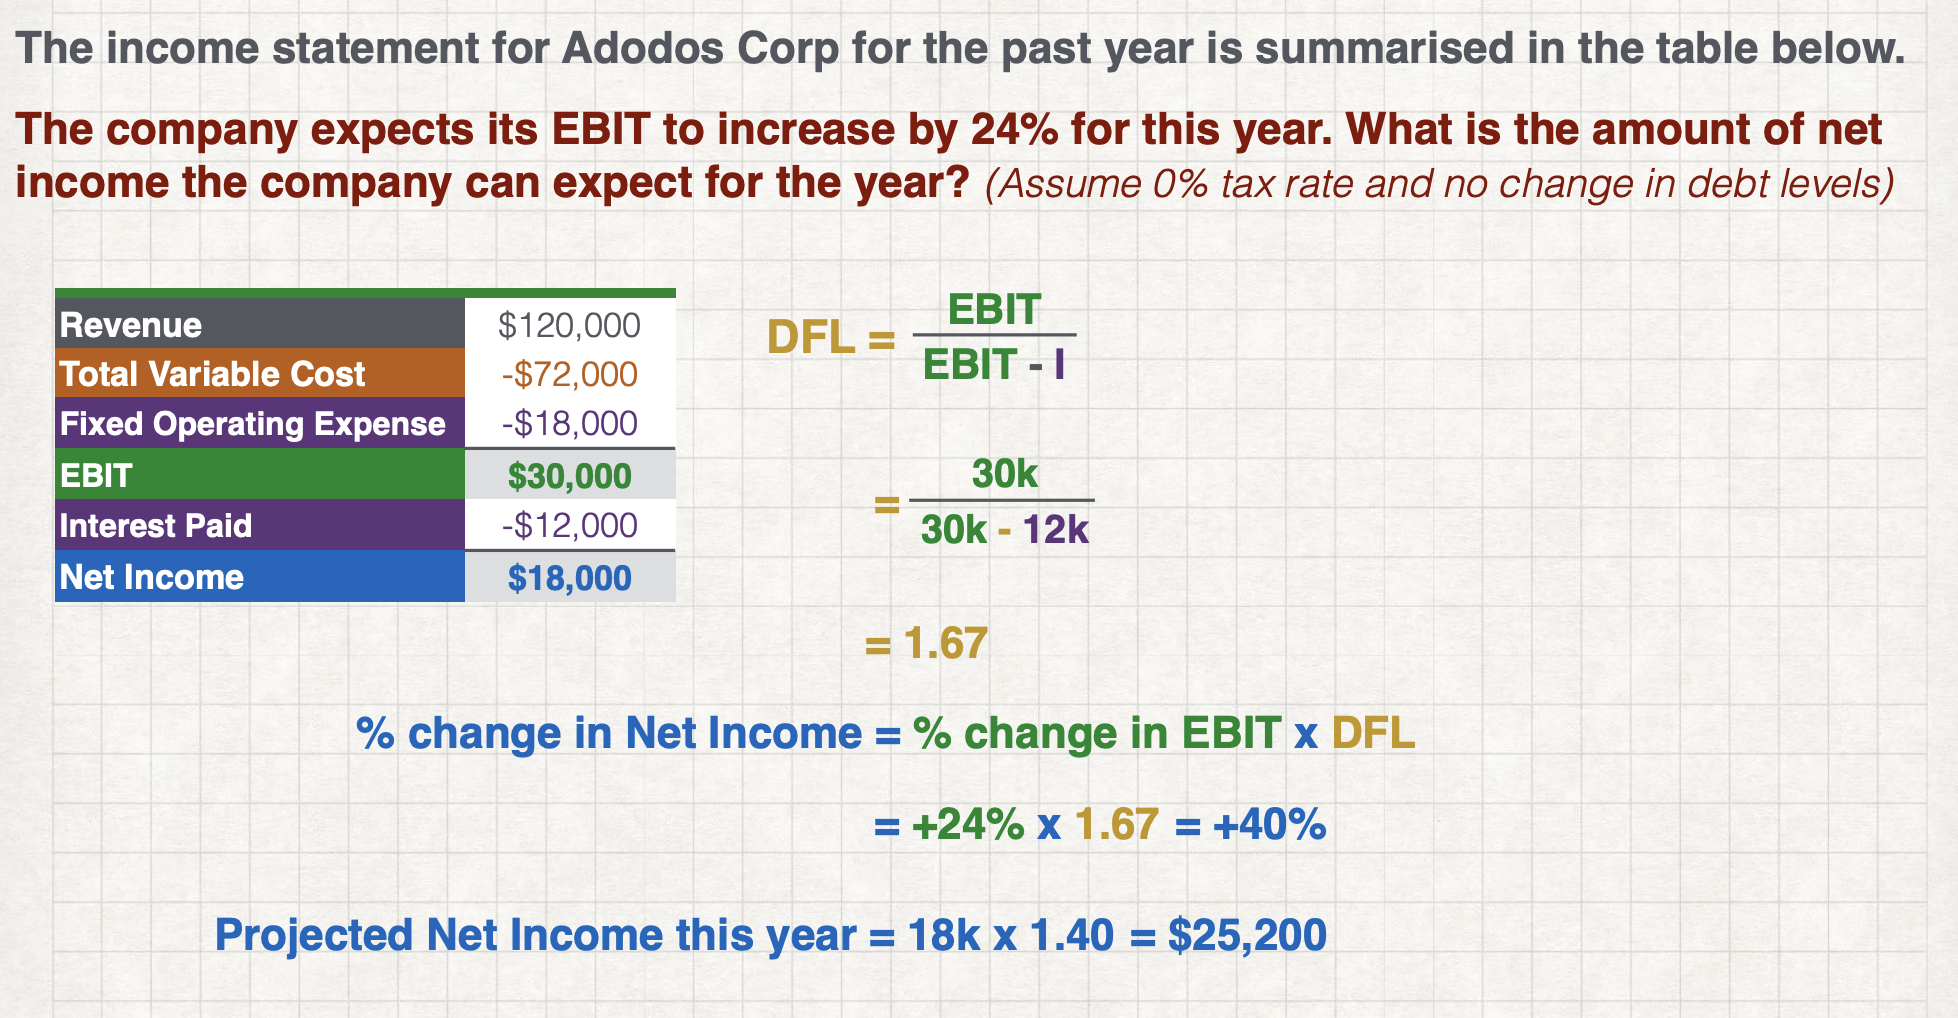 The income statement for Adodos Corp for the past year is summarised in the table below.
The company expects its EBIT to increase by 24% for this year. What is the amount of net
income the company can expect for the year? (Assume 0% tax rate and no change in debt levels)
Revenue $120,000
Total Variable Cost -$72,000
Fixed Operating Expense -$18,000
EBIT $30,000
Interest Paid -$12,000
Net Income $18,000
EBIT
DFL =
EBIT - I
30k
=
30k - 12k
= 1.67
% change in Net Income = % change in EBIT x DFL
= +24% x 1.67 = +40%
Projected Net Income this year = 18k x 1.40 = $25,200